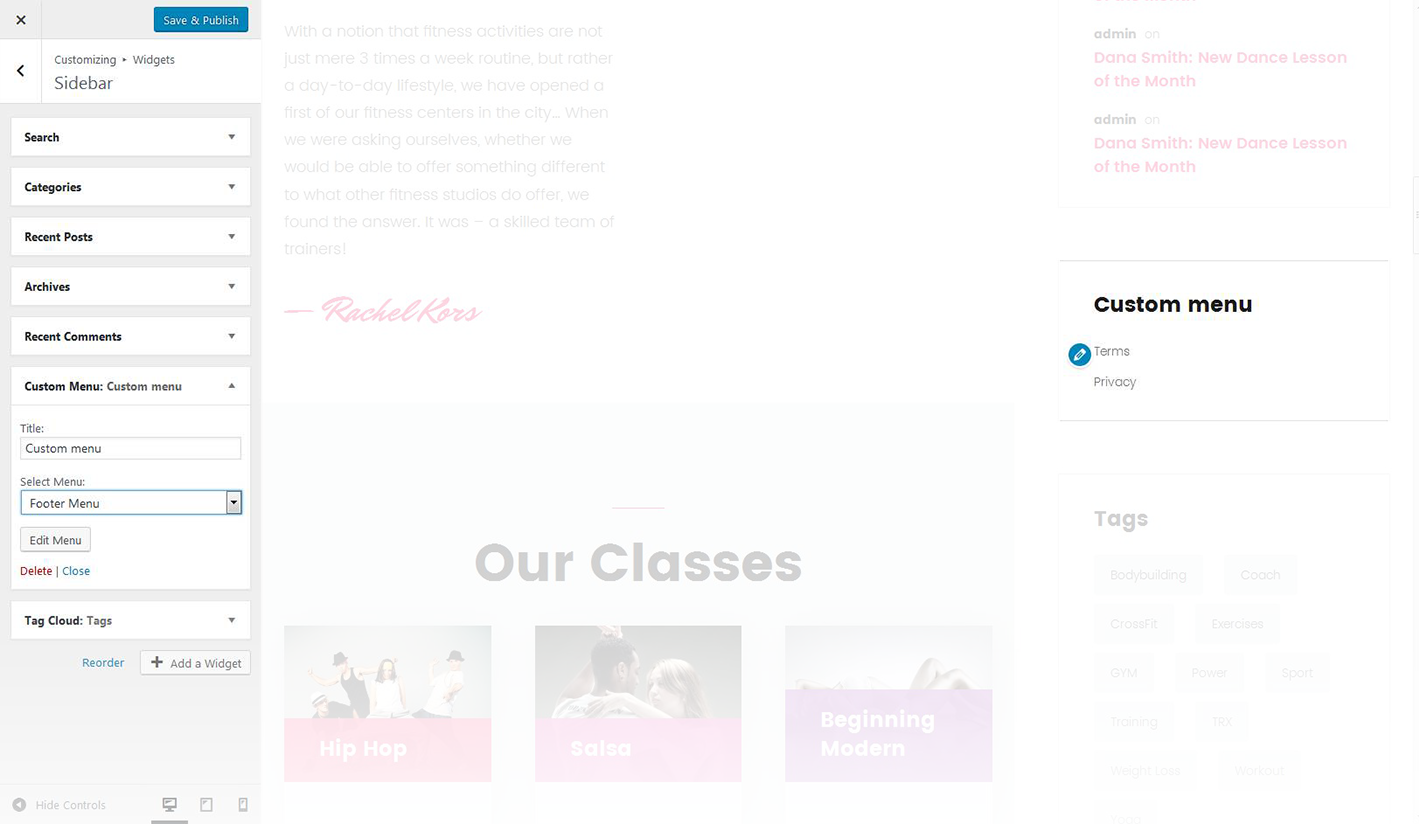 Save & Publish
Customizing ▸ Widgets
Sidebar
Search
Categories
Recent Posts
Archives
Recent Comments
Custom Menu: Custom menu
Title:
Custom menu
Select Menu:
Footer Menu
Edit Menu
Delete | Close
Tag Cloud: Tags
Reorder
Add a Widget
Hide Controls
With a notion that fitness activities are not
just mere 3 times a week routine, but rather
a day-to-day lifestyle, we have opened a
first of our fitness centers in the city... When
we were asking ourselves, whether we
would be able to offer something different
to what other fitness studios do offer, we
found the answer. It was – a skilled team of
trainers!
— Rachel Kors
Our Classes
Hip Hop
Salsa
Beginning
Modern
of the Month
admin on
Dana Smith: New Dance Lesson
of the Month
admin on
Dana Smith: New Dance Lesson
of the Month
Custom menu
Terms
Privacy
Tags
Bodybuilding Coach
CrossFit Exercises
GYM Power Sport
Training TRX
Weight Loss Workout
Yoga